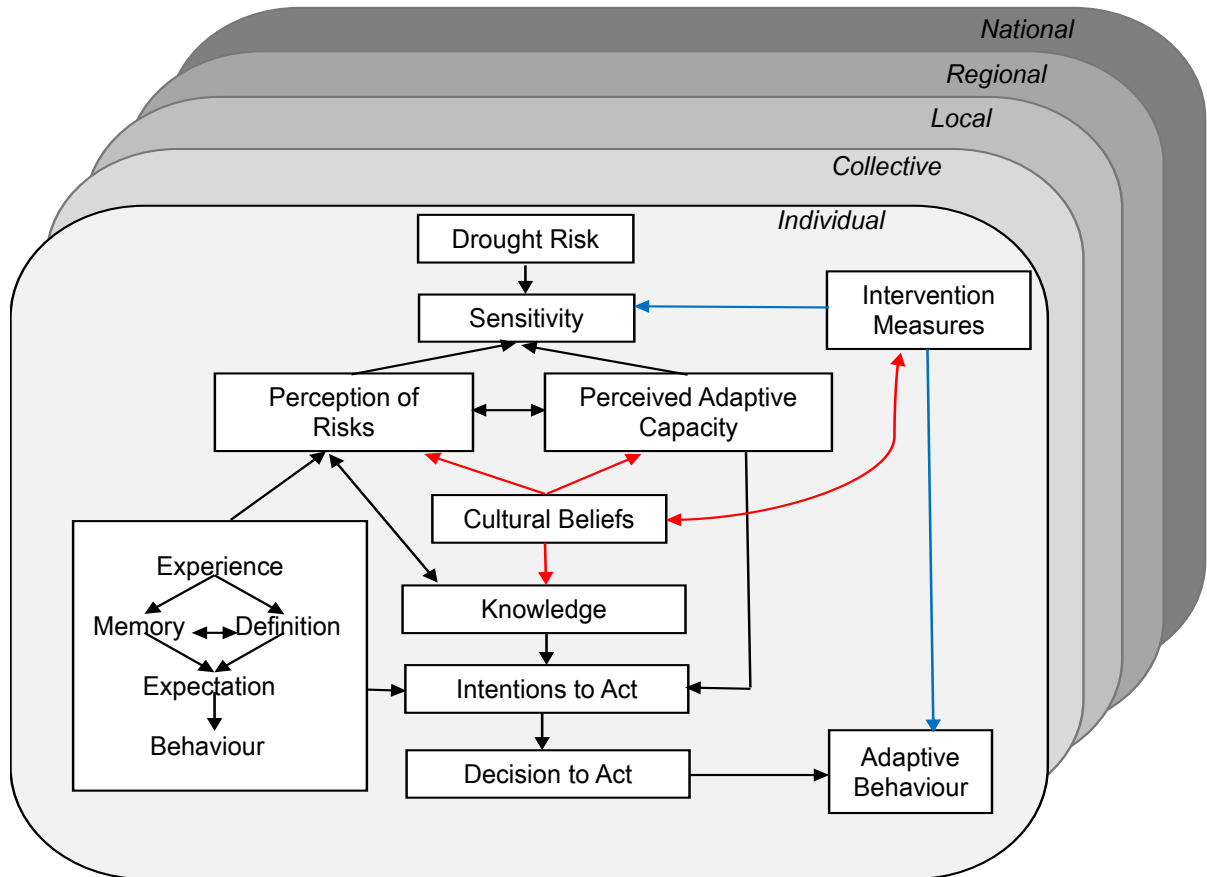 National
Regional
Local
Collective
Individual
Drought Risk
Sensitivity
Intervention
Measures
Perception of
Risks
Perceived Adaptive
Capacity
Cultural Beliefs
Experience
Memory
Definition
Expectation
Behaviour
Knowledge
Intentions to Act
Decision to Act
Adaptive
Behaviour